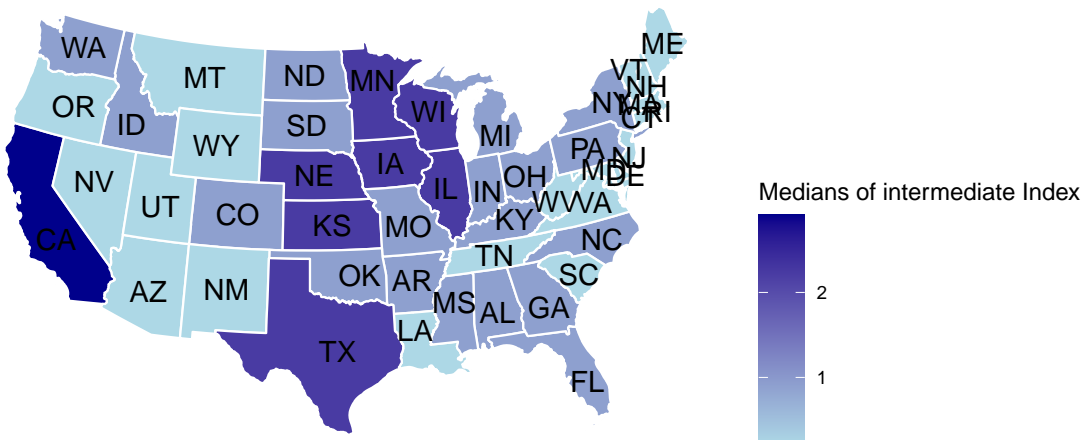 ME
WA
VT
MT
ND
MN
NH
OR
NY
MA
RI
WI
CT
ID
SD
MI
WY
PA
NJ
IA
MD
DE
NE
OH
NV
IL
IN
WV
VA
UT
CO
KS
MO
KY
CA
NC
TN
OK
AR
SC
AZ
NM
MS
AL
GA
LA
TX
FL
Medians of intermediate Index
2
1